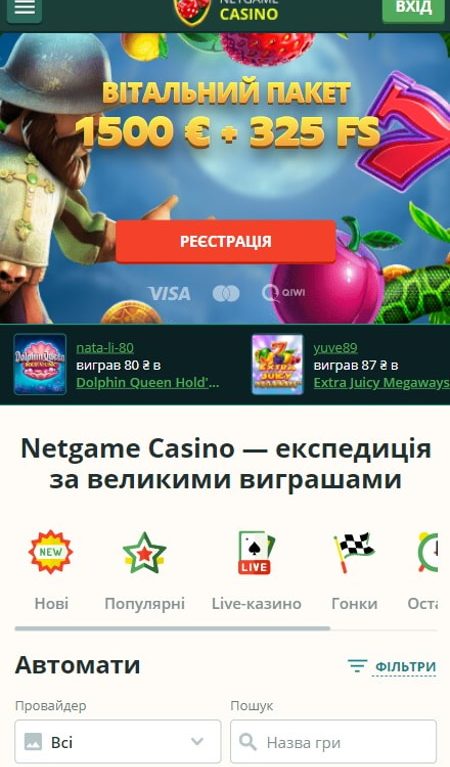 NETGAME
CASINO
ВХІД
ВІТАЛЬНИЙ ПАКЕТ
1500 € + 325 FS
РЕЄСТРАЦІЯ
VISA
QIWI
nata-li-80
виграв 80 ₴ в
Dolphin Queen Hold'...
yuve89
виграв 87 ₴ в
Extra Juicy Megaways
Netgame Casino — експедиція
за великими виграшами
NEW
LIVE
Нові
Популярні
Live-казино
Гонки
Оста
Автомати
ФІЛЬТРИ
Провайдер
Пошук
Всі
Назва гри